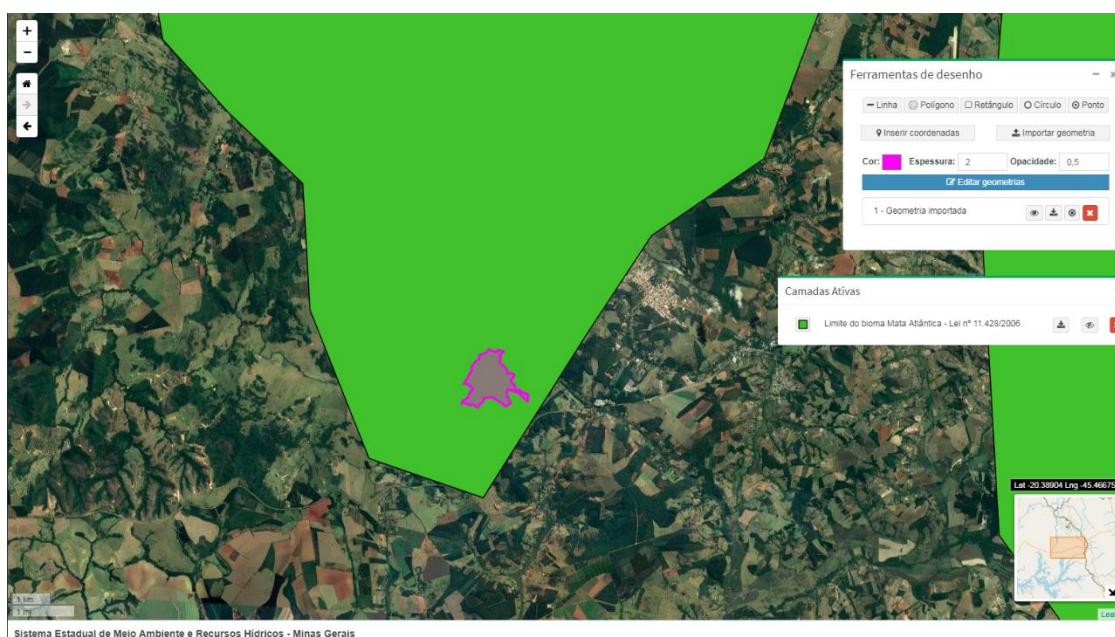 +
−
Ferramentas de desenho
Linha Polígono Retângulo Círculo Ponto
Inserir coordenadas Importar geometria
Cor: Espessura: 2 Opacidade: 0,5
Editar geometrias
1 - Geometria importada
Camadas Ativas
Limite do bioma Mata Atlântica - Lei nº 11.428/2006
Lat -20.38904 Lng -45.46675
1 km
1 mi
Lea
Sistema Estadual de Meio Ambiente e Recursos Hídricos - Minas Gerais